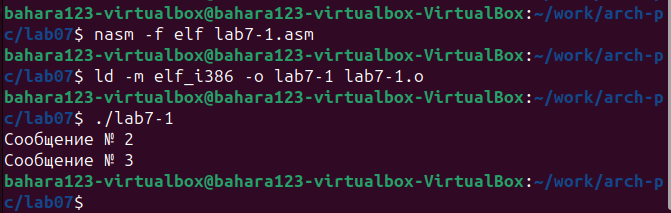 bahara123-virtualbox@bahara123-virtualbox-VirtualBox:~/work/arch-p
c/lab07$ nasm -f elf lab7-1.asm
bahara123-virtualbox@bahara123-virtualbox-VirtualBox:~/work/arch-p
c/lab07$ ld -m elf_i386 -o lab7-1 lab7-1.o
bahara123-virtualbox@bahara123-virtualbox-VirtualBox:~/work/arch-p
c/lab07$ ./lab7-1
Сообщение № 2
Сообщение № 3
bahara123-virtualbox@bahara123-virtualbox-VirtualBox:~/work/arch-p
c/lab07$